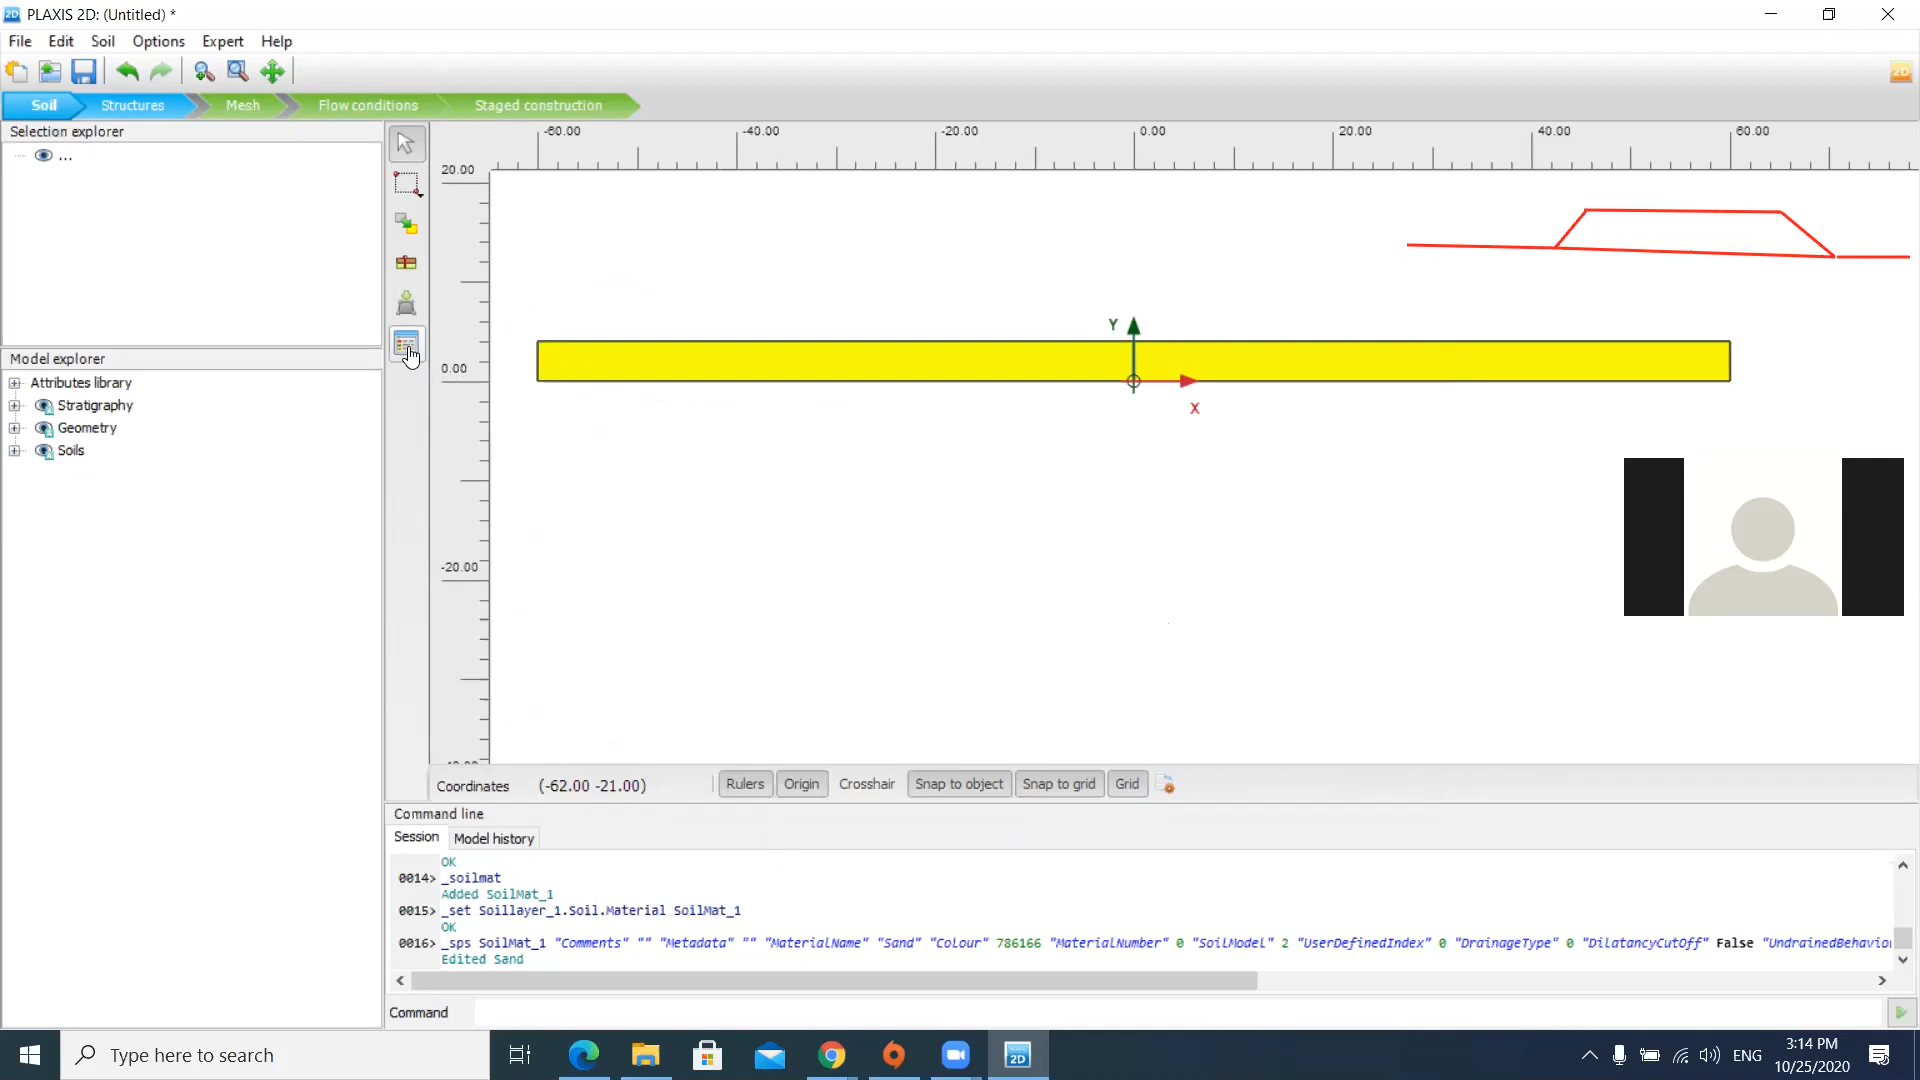 PLAXIS 2D: (Untitled) *
File Edit Soil Options Expert Help
2D
Soil Structures Mesh Flow conditions Staged construction
Selection explorer
...
Model explorer
Attributes library
Stratigraphy
Geometry
Soils
-60.00 -40.00 -20.00 0.00 20.00 40.00 60.00
20.00
0.00
-20.00
Y
X
Coordinates (-62.00 -21.00) Rulers Origin Crosshair Snap to object Snap to grid Grid
Command line
Session Model history
OK
0014> _soilmat
Added SoilMat_1
0015> _set Soillayer_1.Soil.Material SoilMat_1
OK
0016> _sps SoilMat_1 "Comments" "" "Metadata" "" "MaterialName" "Sand" "Colour" 786166 "MaterialNumber" 0 "SoilModel" 2 "UserDefinedIndex" 0 "DrainageType" 0 "DilatancyCutOff" False "UndrainedBehavio
Edited Sand
Command
Type here to search
2D
ENG
3:14 PM
10/25/2020